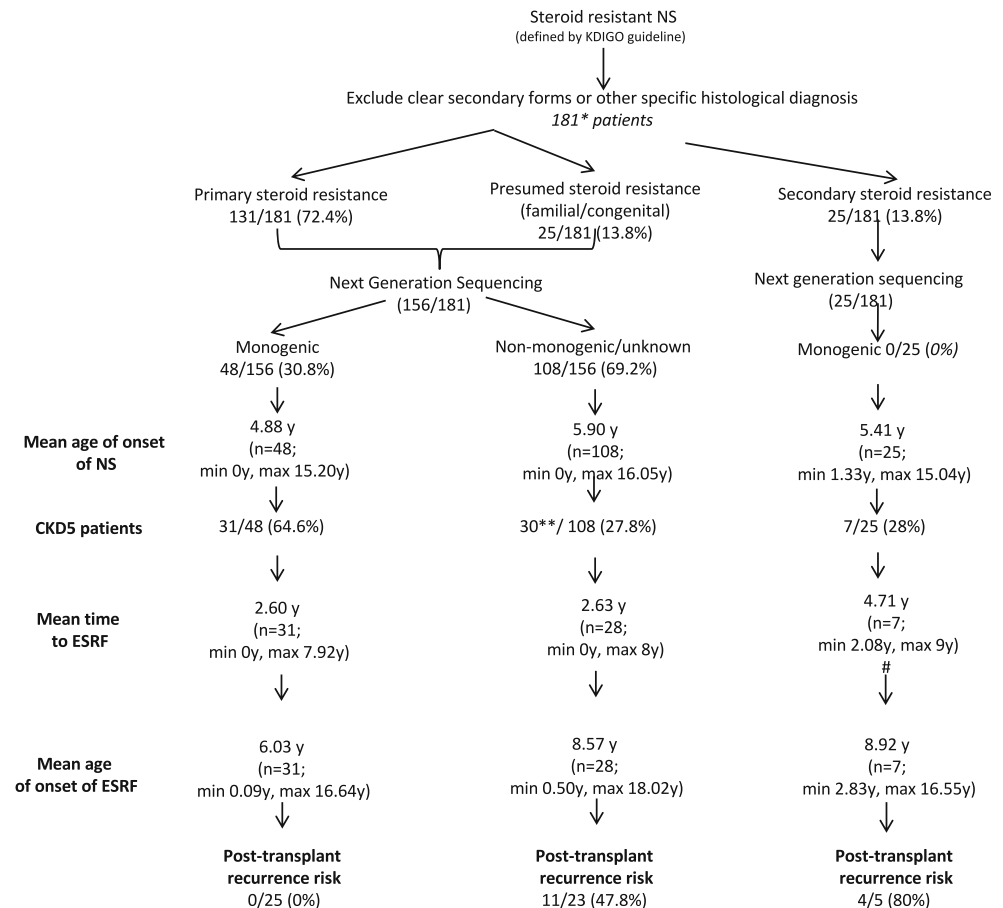 Steroid resistant NS
(defined by KDIGO guideline)
Exclude clear secondary forms or other specific histological diagnosis
181* patients
Primary steroid resistance
131/181 (72.4%)
Presumed steroid resistance
(familial/congenital)
25/181 (13.8%)
Secondary steroid resistance
25/181 (13.8%)
Next Generation Sequencing
(156/181)
Next generation sequencing
(25/181)
Monogenic
48/156 (30.8%)
Non-monogenic/unknown
108/156 (69.2%)
Monogenic 0/25 (0%)
Mean age of onset
of NS
4.88 y
(n=48;
min 0y, max 15.20y)
5.90 y
(n=108;
min 0y, max 16.05y)
5.41 y
(n=25;
min 1.33y, max 15.04y)
CKD5 patients
31/48 (64.6%)
30**/ 108 (27.8%)
7/25 (28%)
Mean time
to ESRF
2.60 y
(n=31;
min 0y, max 7.92y)
2.63 y
(n=28;
min 0y, max 8y)
4.71 y
(n=7;
min 2.08y, max 9y)
#
Mean age
of onset of ESRF
6.03 y
(n=31;
min 0.09y, max 16.64y)
8.57 y
(n=28;
min 0.50y, max 18.02y)
8.92 y
(n=7;
min 2.83y, max 16.55y)
Post-transplant
recurrence risk
0/25 (0%)
Post-transplant
recurrence risk
11/23 (47.8%)
Post-transplant
recurrence risk
4/5 (80%)